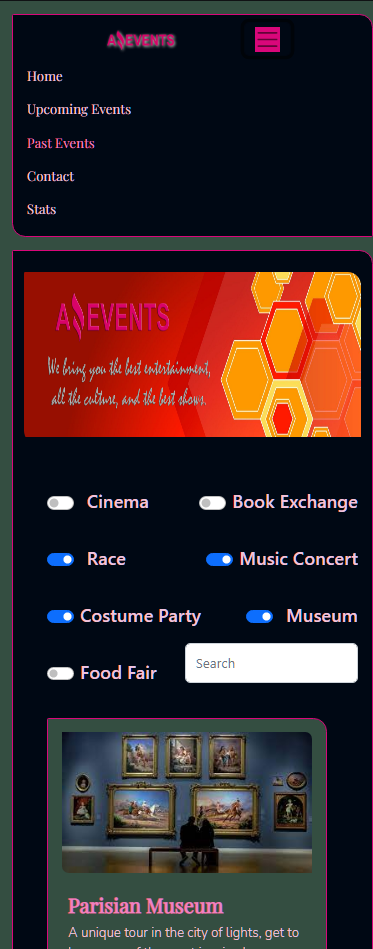 AEVENTS
Home
Upcoming Events
Past Events
Contact
Stats
AEVENTS
We bring you the best entertainment,
all the culture, and the best shows.
Cinema Book Exchange
Race Music Concert
Costume Party Museum
Food Fair Search
Parisian Museum
A unique tour in the city of lights, get to